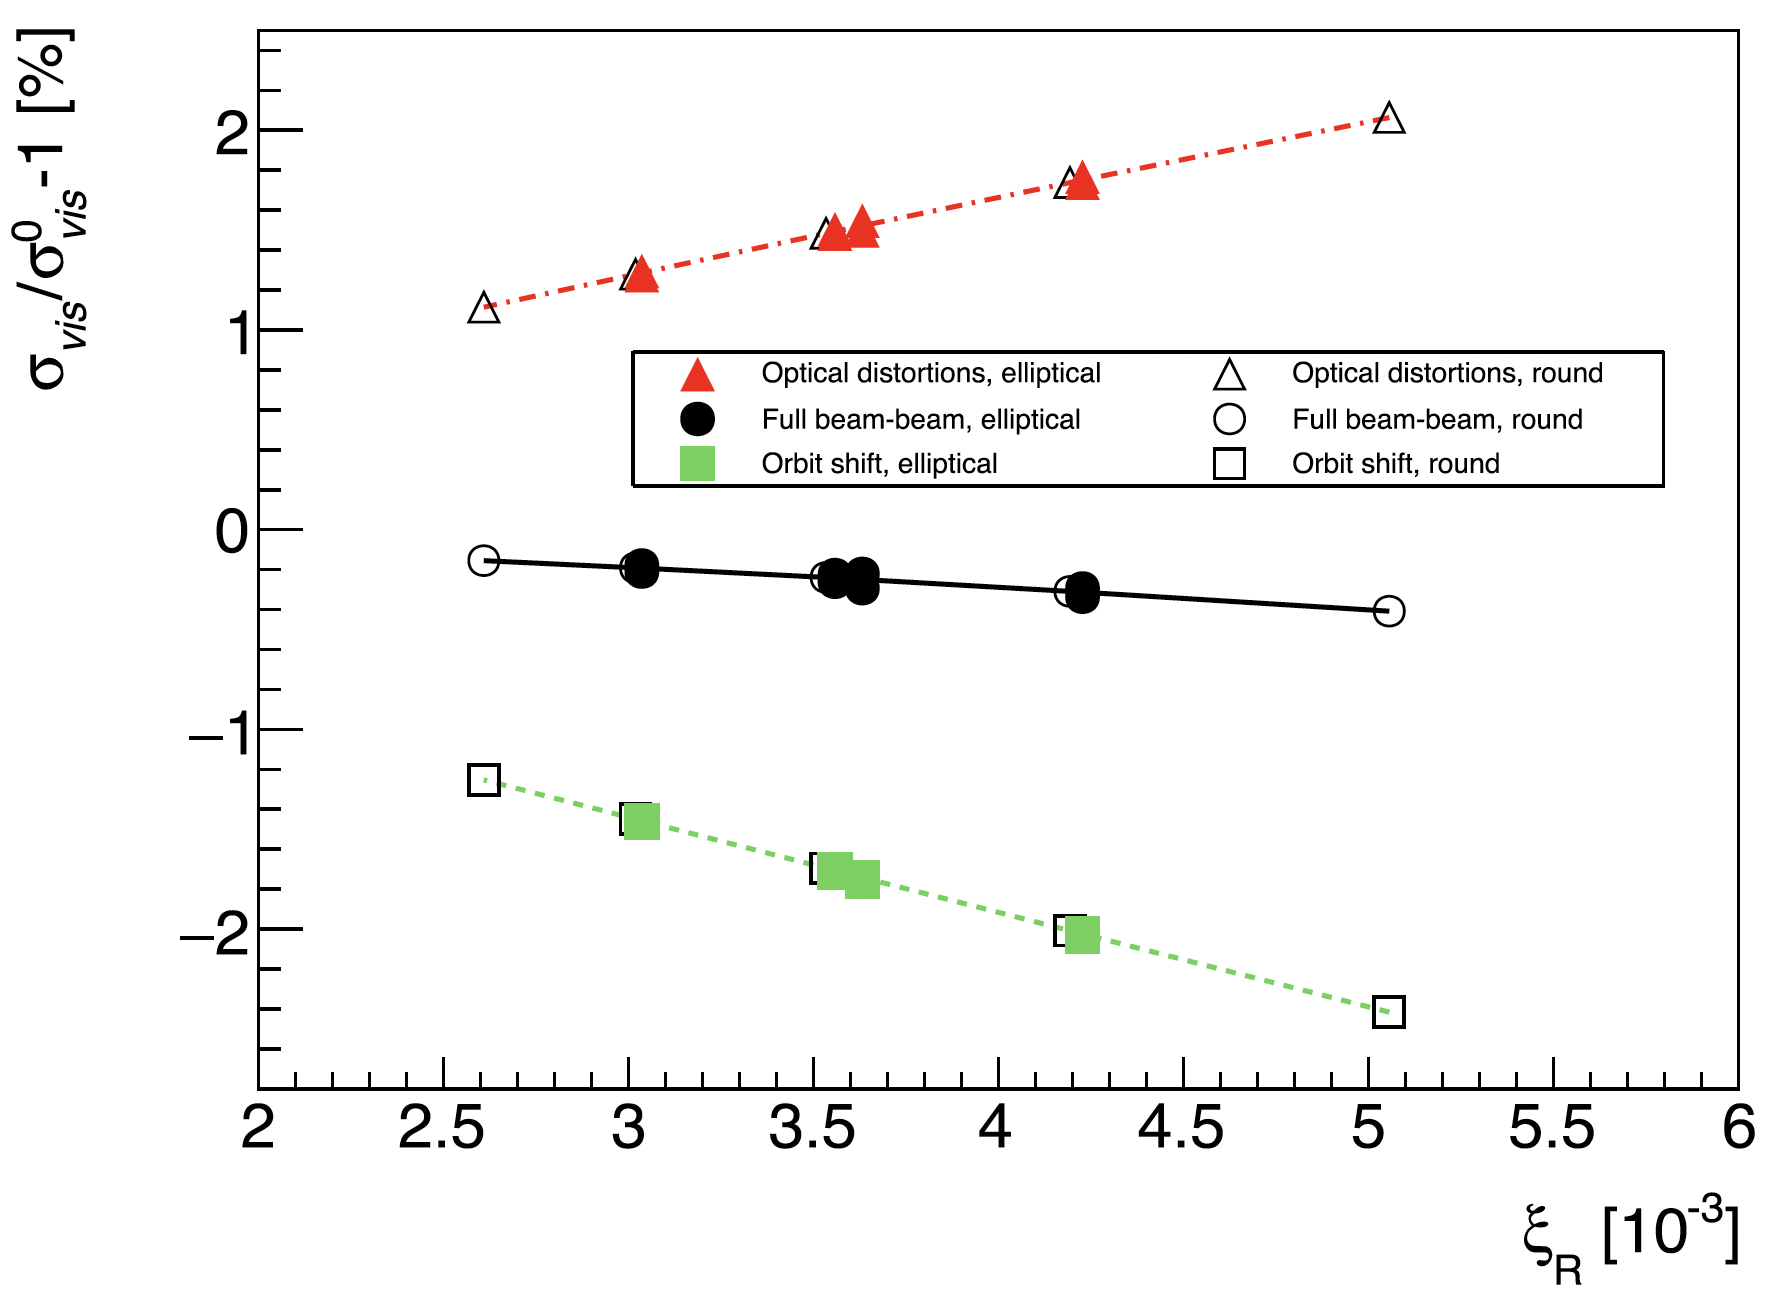 σvis/σ0vis-1 [%]
2
1
0
−1
−2
Optical distortions, elliptical
Optical distortions, round
Full beam-beam, elliptical
Full beam-beam, round
Orbit shift, elliptical
Orbit shift, round
2 2.5 3 3.5 4 4.5 5 5.5 6
ξR [10-3]